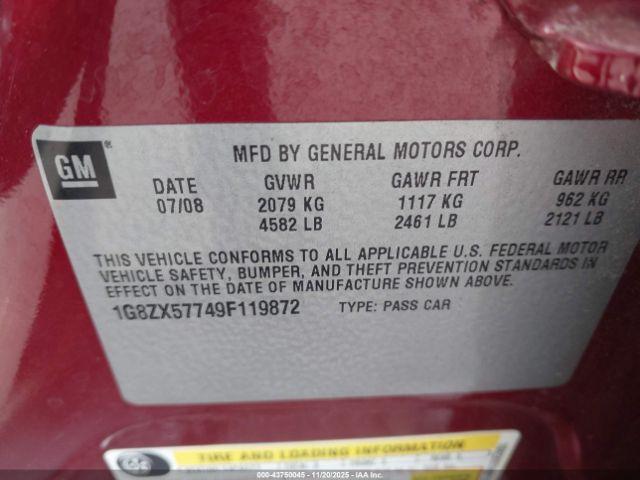 GM ®
MFD BY GENERAL MOTORS CORP.
DATE GVWR GAWR FRT GAWR RR
07/08 2079 KG 1117 KG 962 KG
4582 LB 2461 LB 2121 LB
THIS VEHICLE CONFORMS TO ALL APPLICABLE U.S. FEDERAL MOTOR
VEHICLE SAFETY, BUMPER, AND THEFT PREVENTION STANDARDS IN
EFFECT ON THE DATE OF MANUFACTURE SHOWN ABOVE.
1G8ZX57749F119872 TYPE: PASS CAR
TIRE AND LOADING INFORMATION
© - 43750045 - 11/20/2025 - IAAI